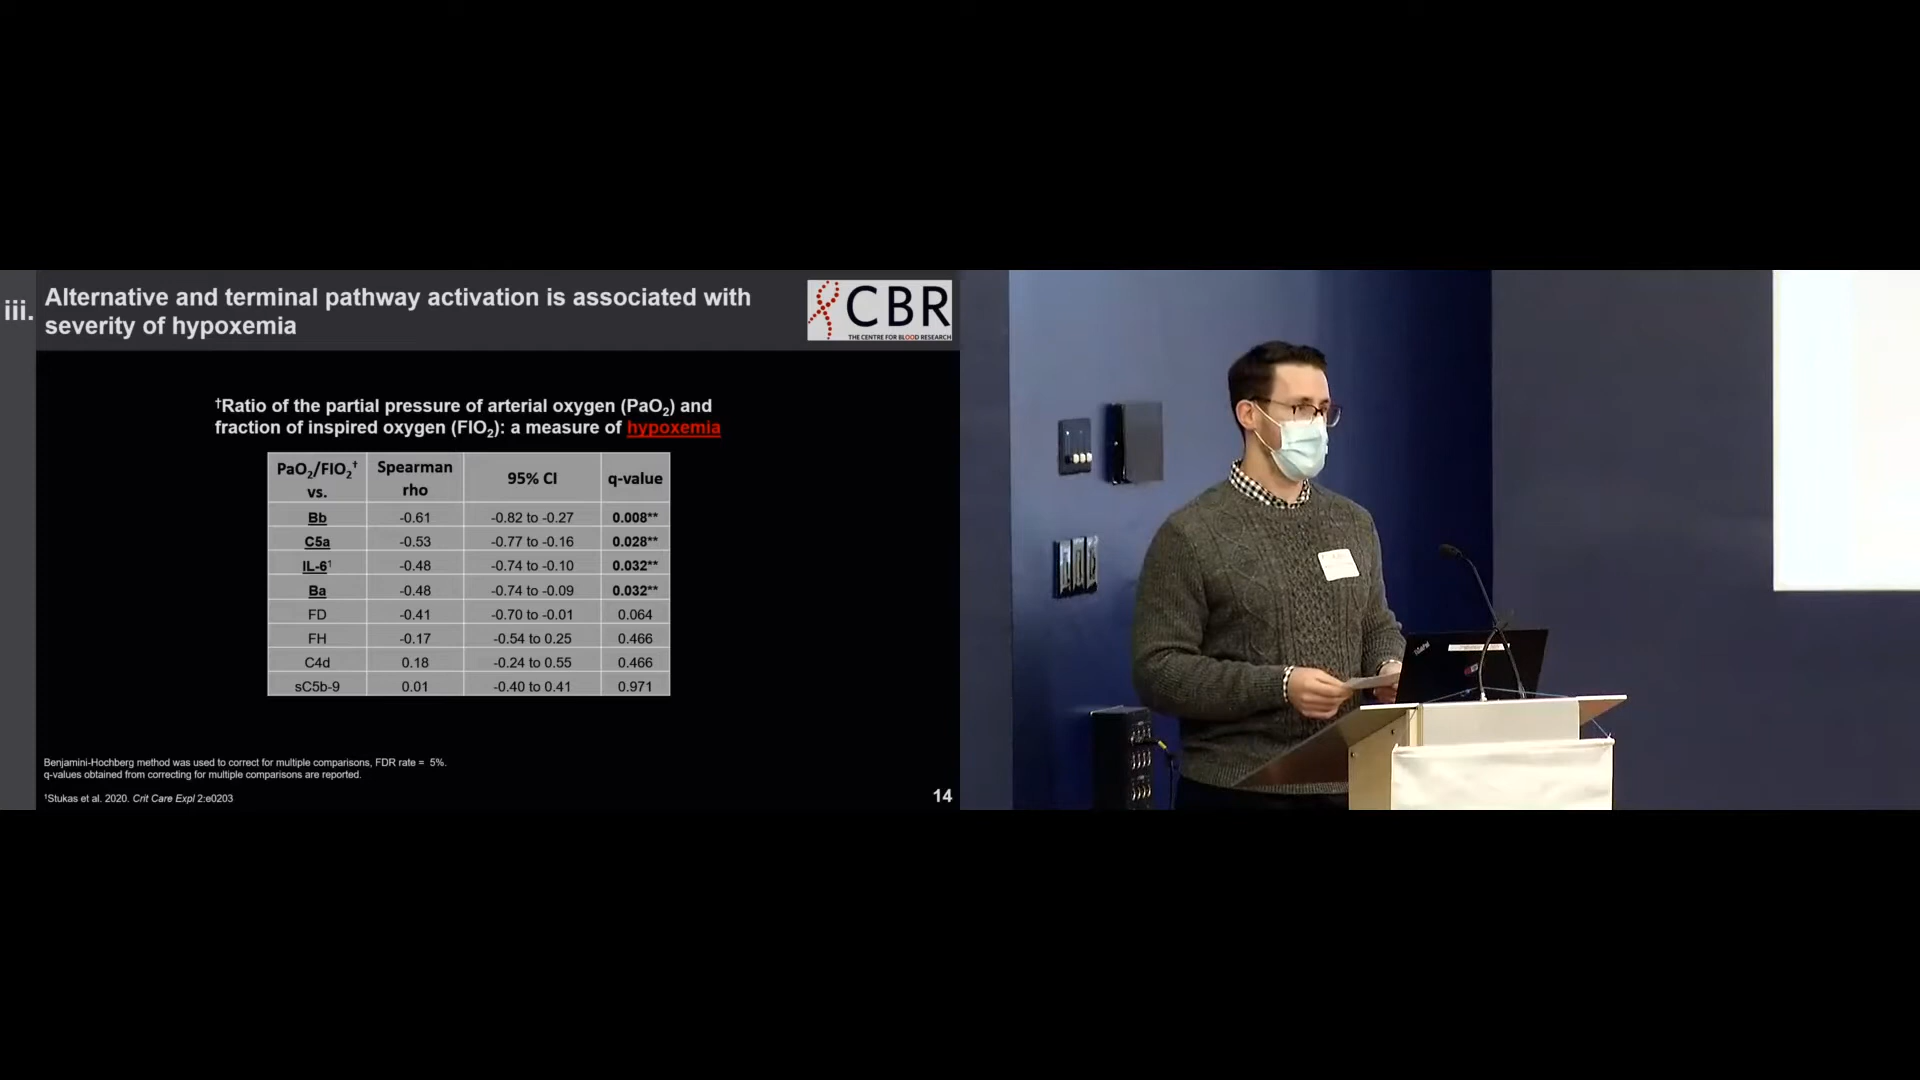 iii.
Alternative and terminal pathway activation is associated with
severity of hypoxemia
CBR
THE CENTRE FOR BLOOD RESEARCH
†Ratio of the partial pressure of arterial oxygen (PaO2) and
fraction of inspired oxygen (FIO2): a measure of hypoxemia
PaO2/FIO2† vs. Spearman rho 95% CI q-value
Bb -0.61 -0.82 to -0.27 0.008**
C5a -0.53 -0.77 to -0.16 0.028**
IL-6¹ -0.48 -0.74 to -0.10 0.032**
Ba -0.48 -0.74 to -0.09 0.032**
FD -0.41 -0.70 to -0.01 0.064
FH -0.17 -0.54 to 0.25 0.466
C4d 0.18 -0.24 to 0.55 0.466
sC5b-9 0.01 -0.40 to 0.41 0.971
Benjamini-Hochberg method was used to correct for multiple comparisons, FDR rate = 5%.
q-values obtained from correcting for multiple comparisons are reported.
¹Stukas et al. 2020. Crit Care Expl 2:e0203
14